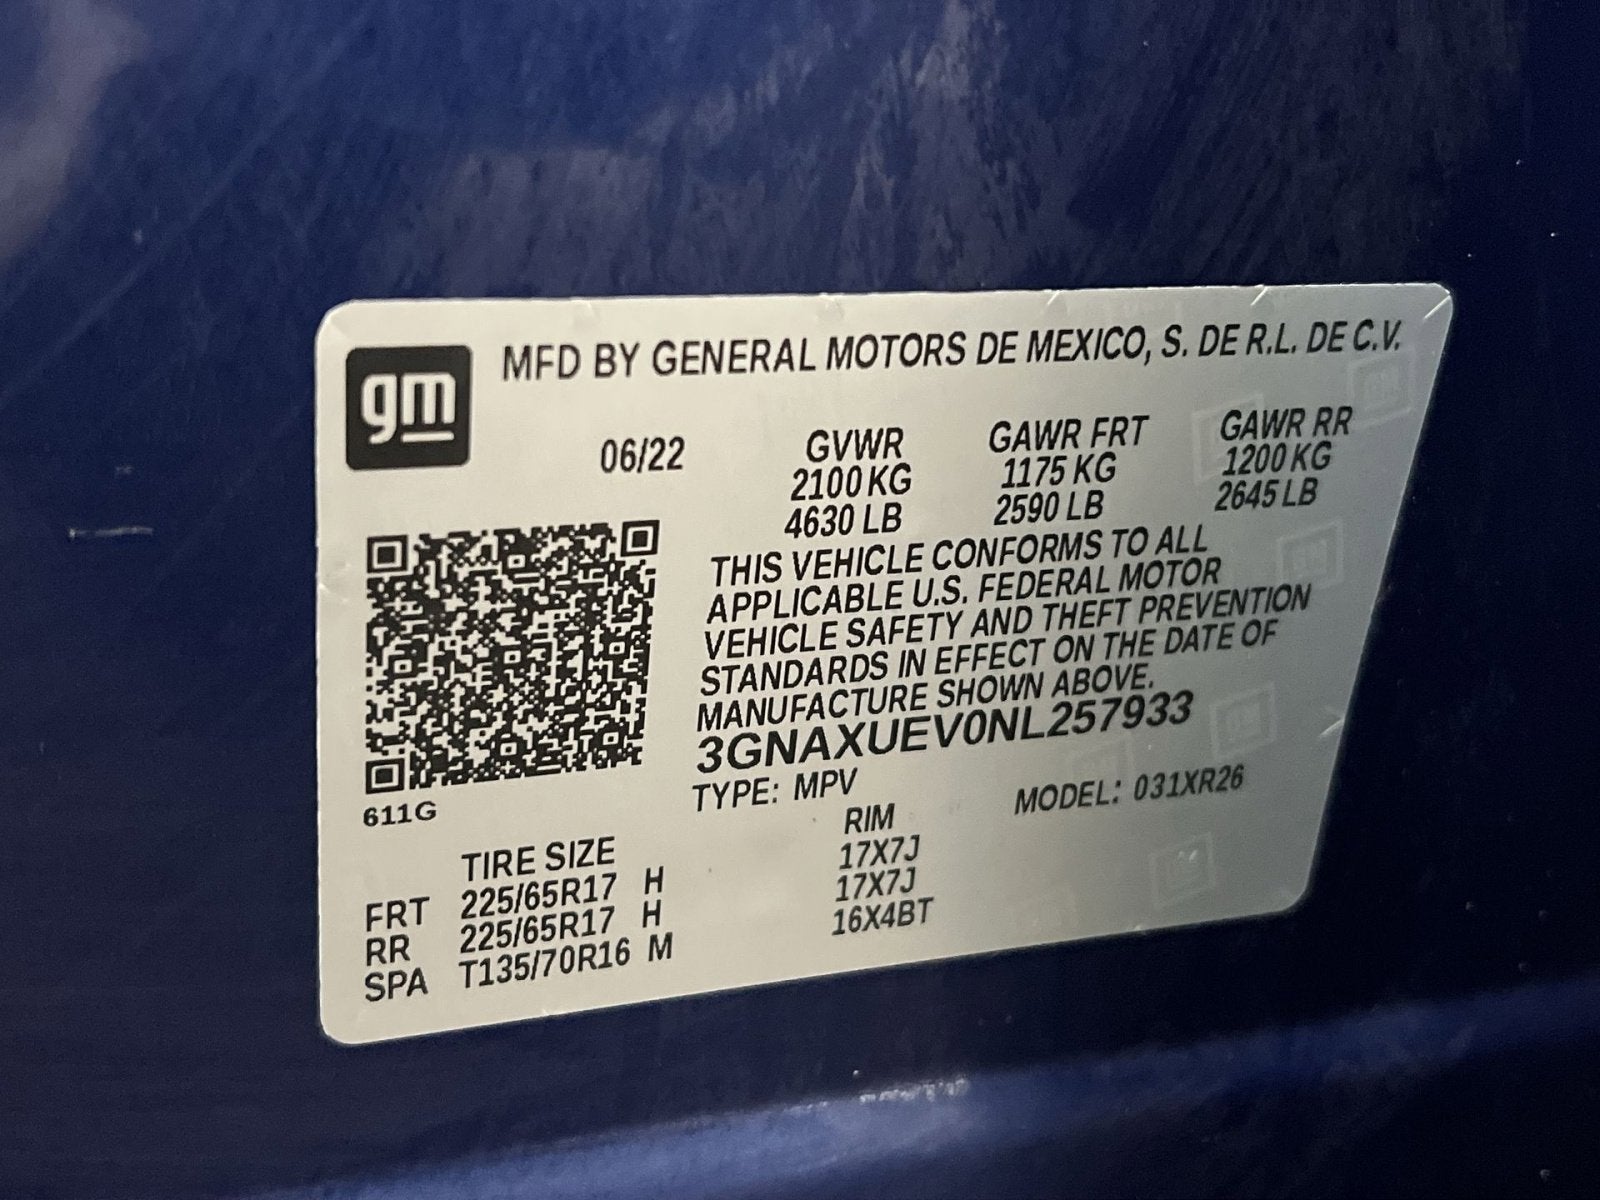 gm
MFD BY GENERAL MOTORS DE MEXICO, S. DE R.L. DE C.V.
06/22 GVWR GAWR FRT GAWR RR
2100 KG 1175 KG 1200 KG
4630 LB 2590 LB 2645 LB
THIS VEHICLE CONFORMS TO ALL
APPLICABLE U.S. FEDERAL MOTOR
VEHICLE SAFETY AND THEFT PREVENTION
STANDARDS IN EFFECT ON THE DATE OF
MANUFACTURE SHOWN ABOVE.
3GNAXUEV0NL257933
TYPE: MPV MODEL: 031XR26
611G
TIRE SIZE RIM
FRT 225/65R17 H 17X7J
RR 225/65R17 H 17X7J
SPA T135/70R16 M 16X4BT